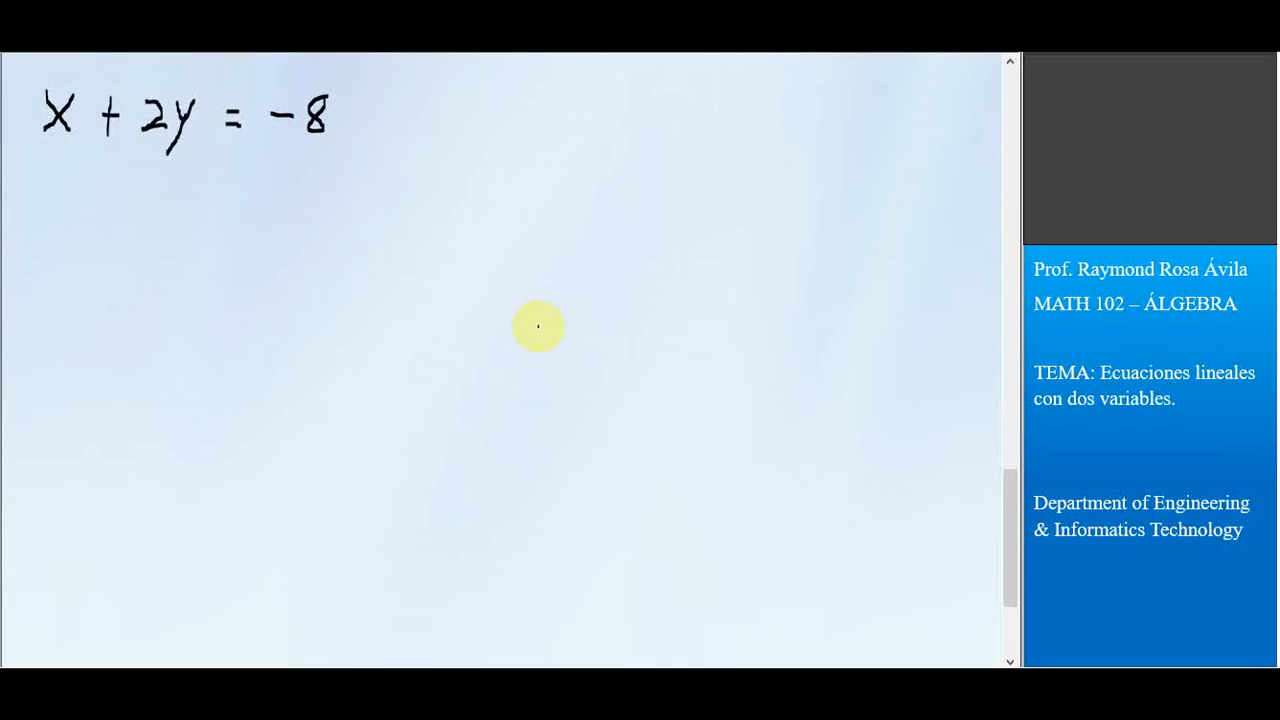 x + 2y = -8
Prof. Raymond Rosa Ávila
MATH 102 – ÁLGEBRA
TEMA: Ecuaciones lineales
con dos variables.
Department of Engineering
& Informatics Technology